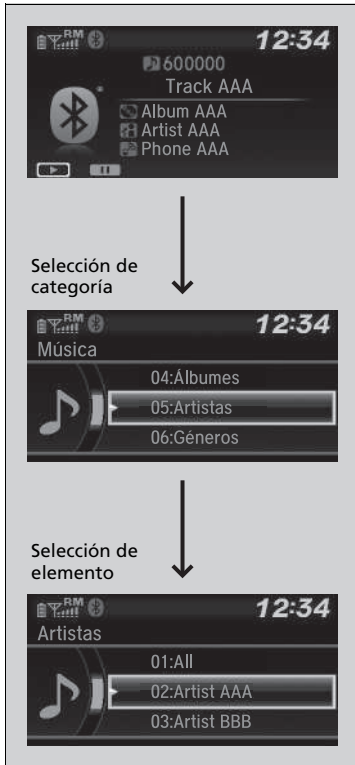 RM
12:34
600000
Track AAA
Album AAA
Artist AAA
Phone AAA
Selección de
categoría
RM
12:34
Música
04:Álbumes
05:Artistas
06:Géneros
Selección de
elemento
RM
12:34
Artistas
01:All
02:Artist AAA
03:Artist BBB